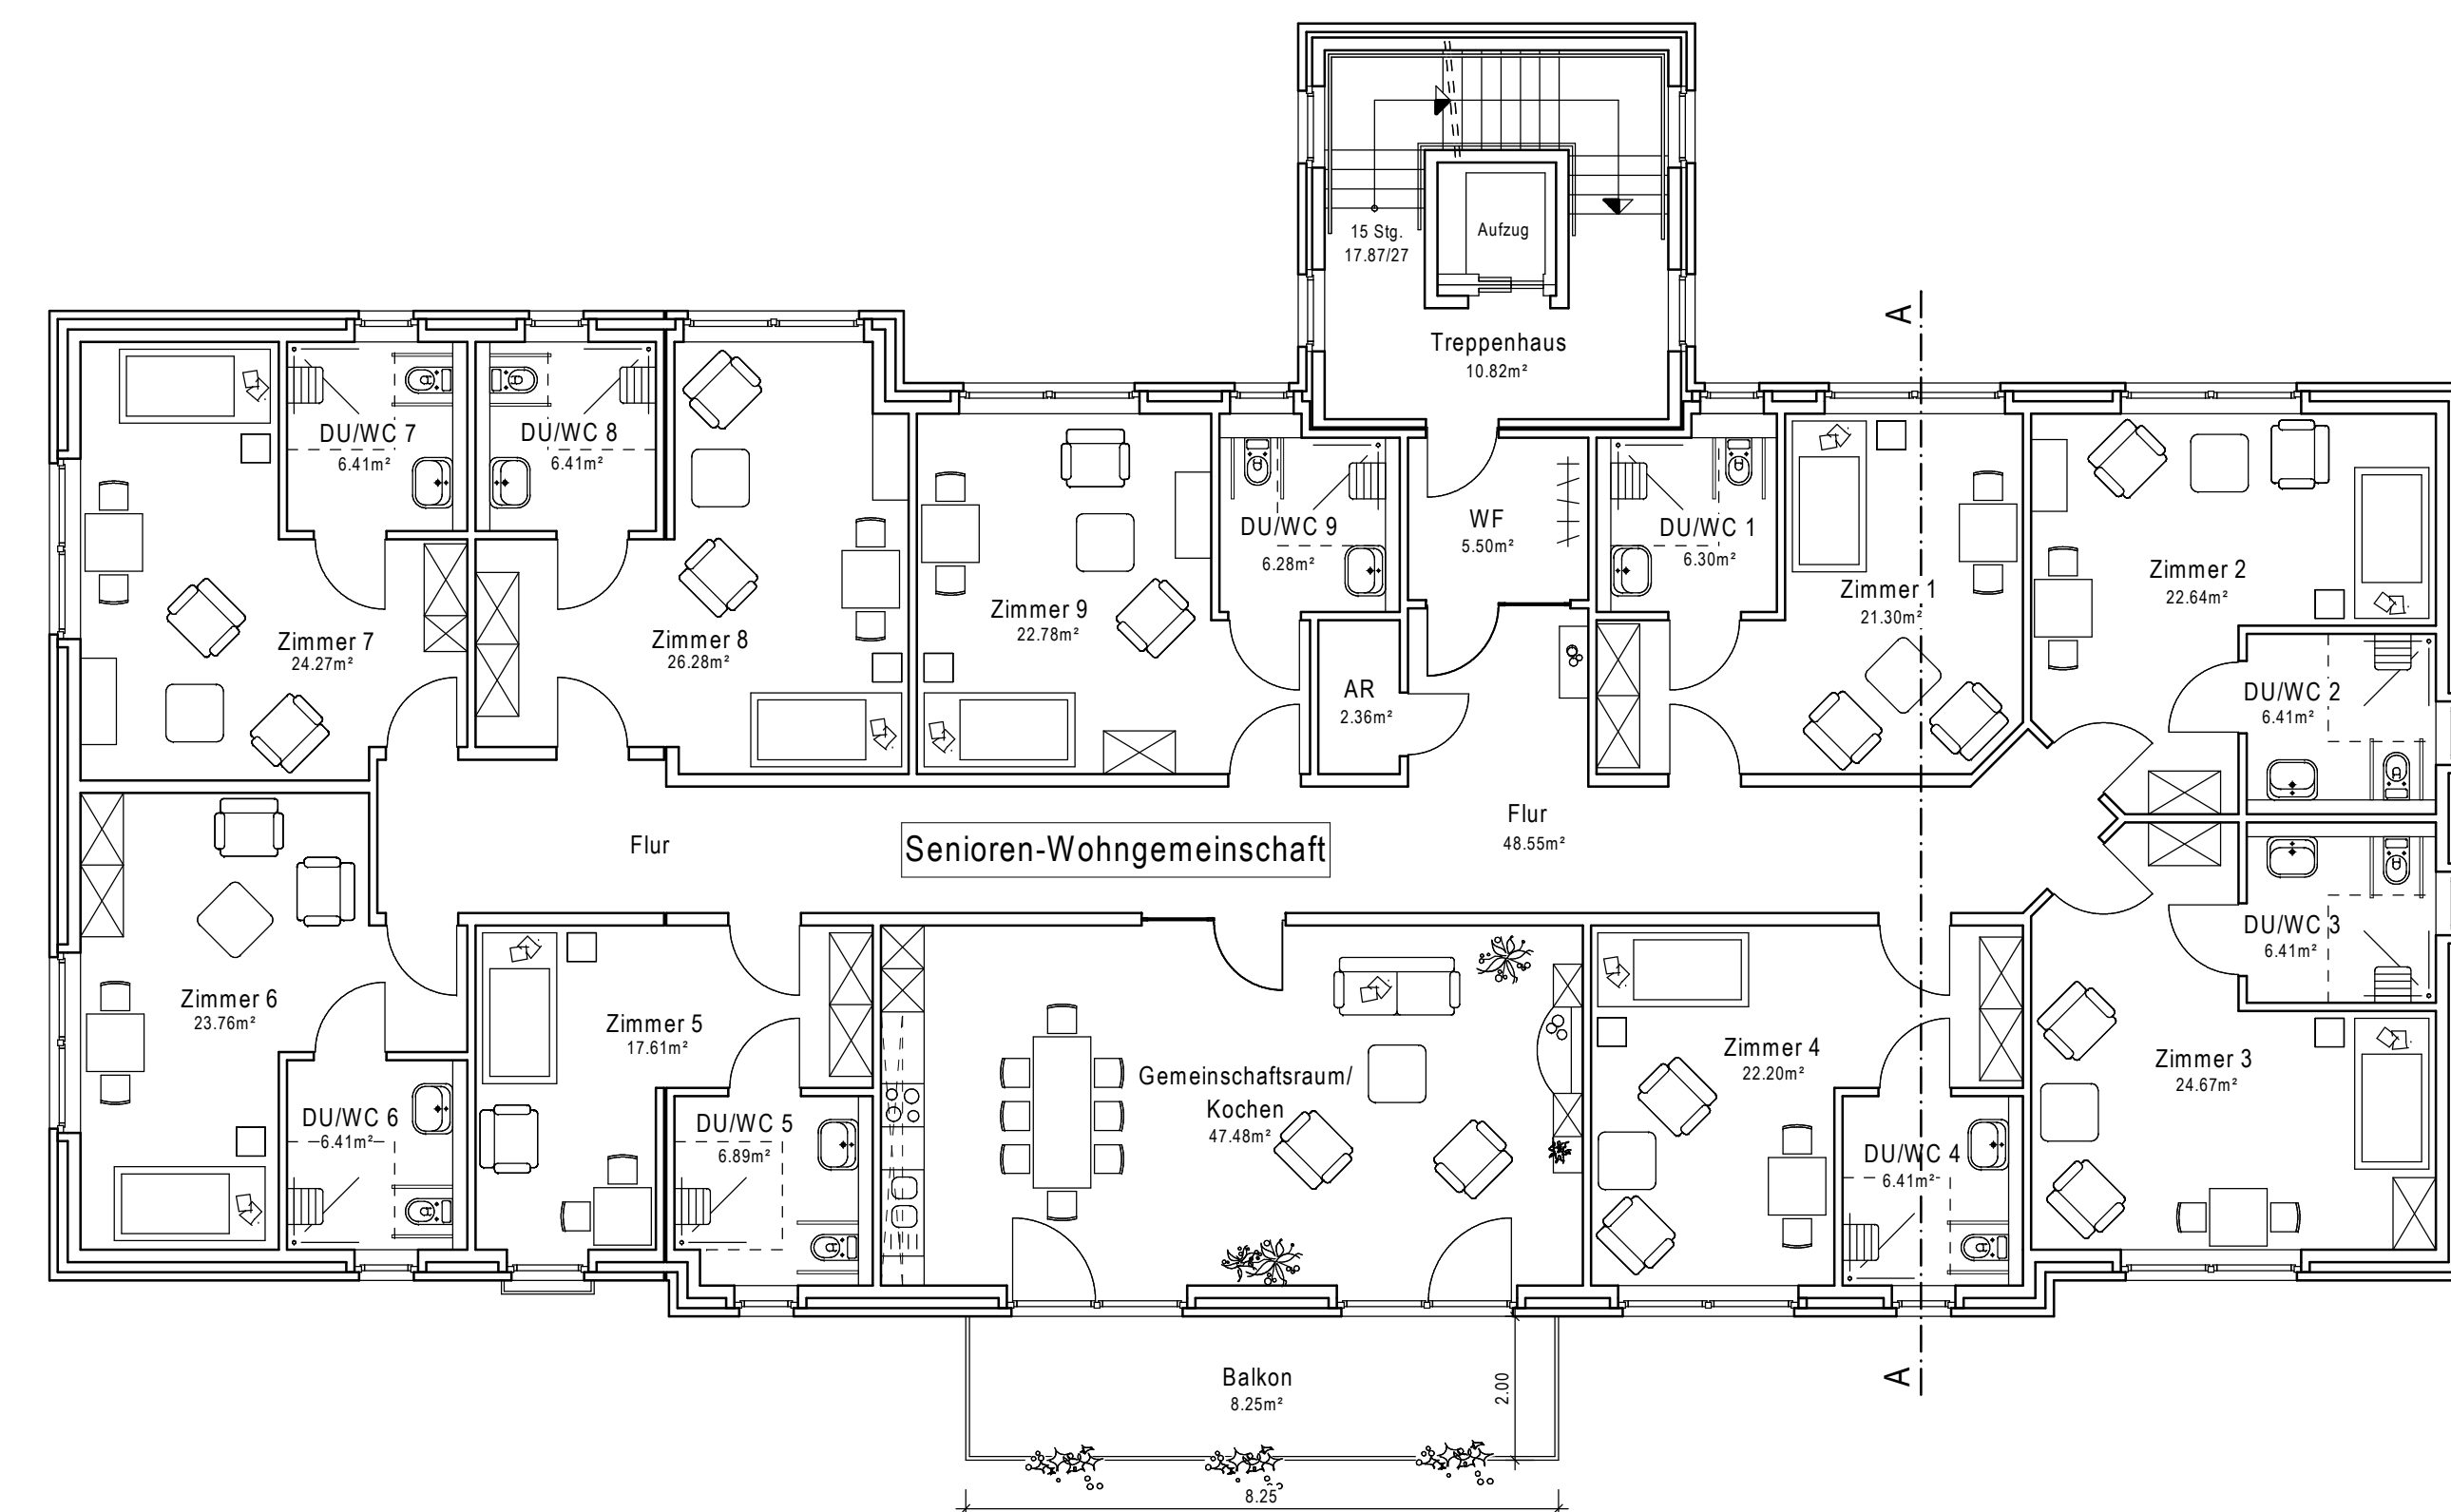 15 Stg.
17.87/27
Aufzug
Treppenhaus
10.82m²
A
DU/WC 7
6.41m²
DU/WC 8
6.41m²
DU/WC 9
6.28m²
WF
5.50m²
DU/WC 1
6.30m²
Zimmer 7
24.27m²
Zimmer 8
26.28m²
Zimmer 9
22.78m²
Zimmer 1
21.30m²
Zimmer 2
22.64m²
AR
2.36m²
DU/WC 2
6.41m²
Flur
Senioren-Wohngemeinschaft
Flur
48.55m²
DU/WC 3
6.41m²
Zimmer 6
23.76m²
Zimmer 5
17.61m²
Gemeinschaftsraum/
Kochen
47.48m²
Zimmer 4
22.20m²
Zimmer 3
24.67m²
DU/WC 6
6.41m²
DU/WC 5
6.89m²
DU/WC 4
6.41m²
Balkon
8.25m²
2.00
A
8.25